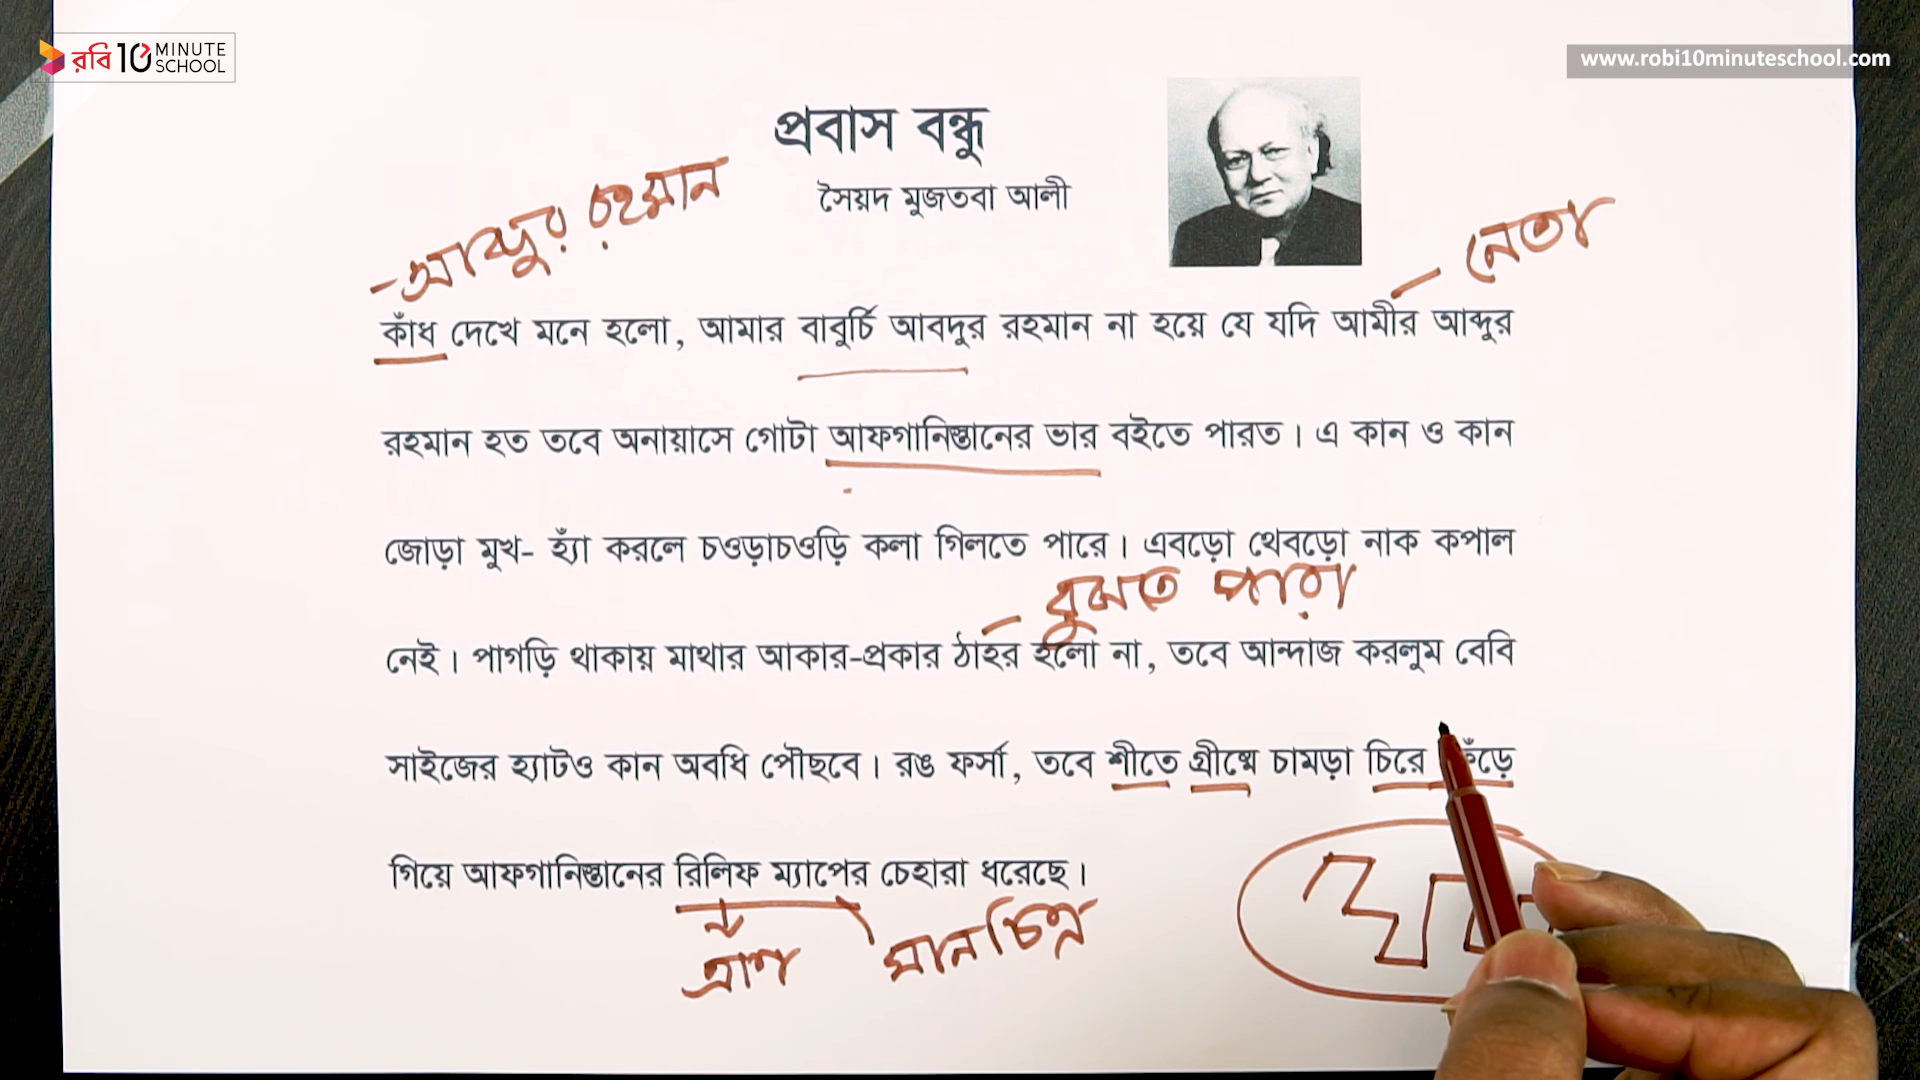 রবি 10 MINUTE SCHOOL
www.robi10minuteschool.com
প্রবাস বন্ধু
সৈয়দ মুজতবা আলী
-আব্দুর রহমান
- নেতা
কাঁধ দেখে মনে হলো, আমার বাবুর্চি আবদুর রহমান না হয়ে যে যদি আমীর আব্দুর
রহমান হত তবে অনায়াসে গোটা আফগানিস্তানের ভার বইতে পারত। এ কান ও কান
জোড়া মুখ- হ্যাঁ করলে চওড়াচওড়ি কলা গিলতে পারে। এবড়ো থেবড়ো নাক কপাল
- বুঝতে পারা
নেই। পাগড়ি থাকায় মাথার আকার-প্রকার ঠাহর হলো না, তবে আন্দাজ করলুম বেবি
সাইজের হ্যাটও কান অবধি পৌছবে। রঙ ফর্সা, তবে শীতে গ্রীষ্মে চামড়া চিরে
গিয়ে আফগানিস্তানের রিলিফ ম্যাপের চেহারা ধরেছে।
ত্রাণ মানচিত্র